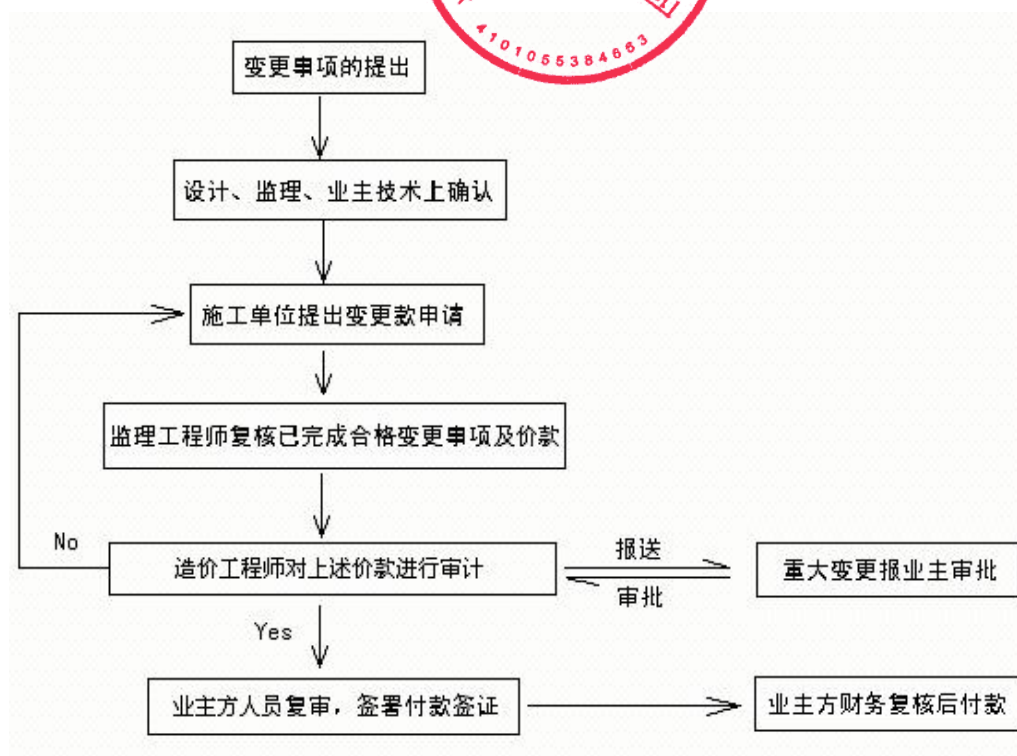 4101055384663
变更事项的提出
设计、监理、业主技术上确认
施工单位提出变更款申请
监理工程师复核已完成合格变更事项及价款
No
造价工程师对上述价款进行审计
报送
审批
重大变更报业主审批
Yes
业主方人员复审，签署付款签证
业主方财务复核后付款